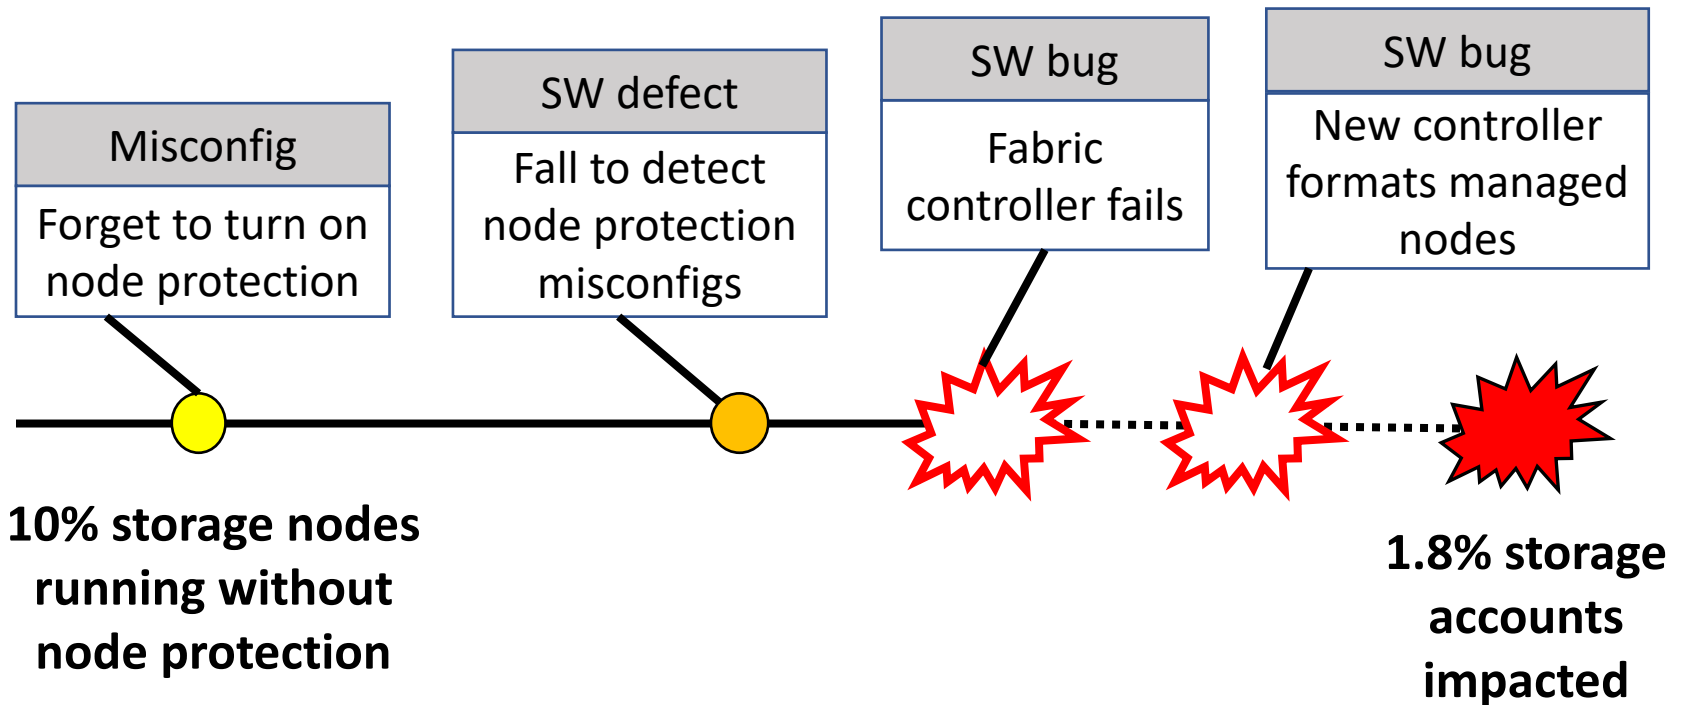 Misconfig
Forget to turn on
node protection
SW defect
Fall to detect
node protection
misconfigs
SW bug
Fabric
controller fails
SW bug
New controller
formats managed
nodes
10% storage nodes
running without
node protection
1.8% storage
accounts
impacted